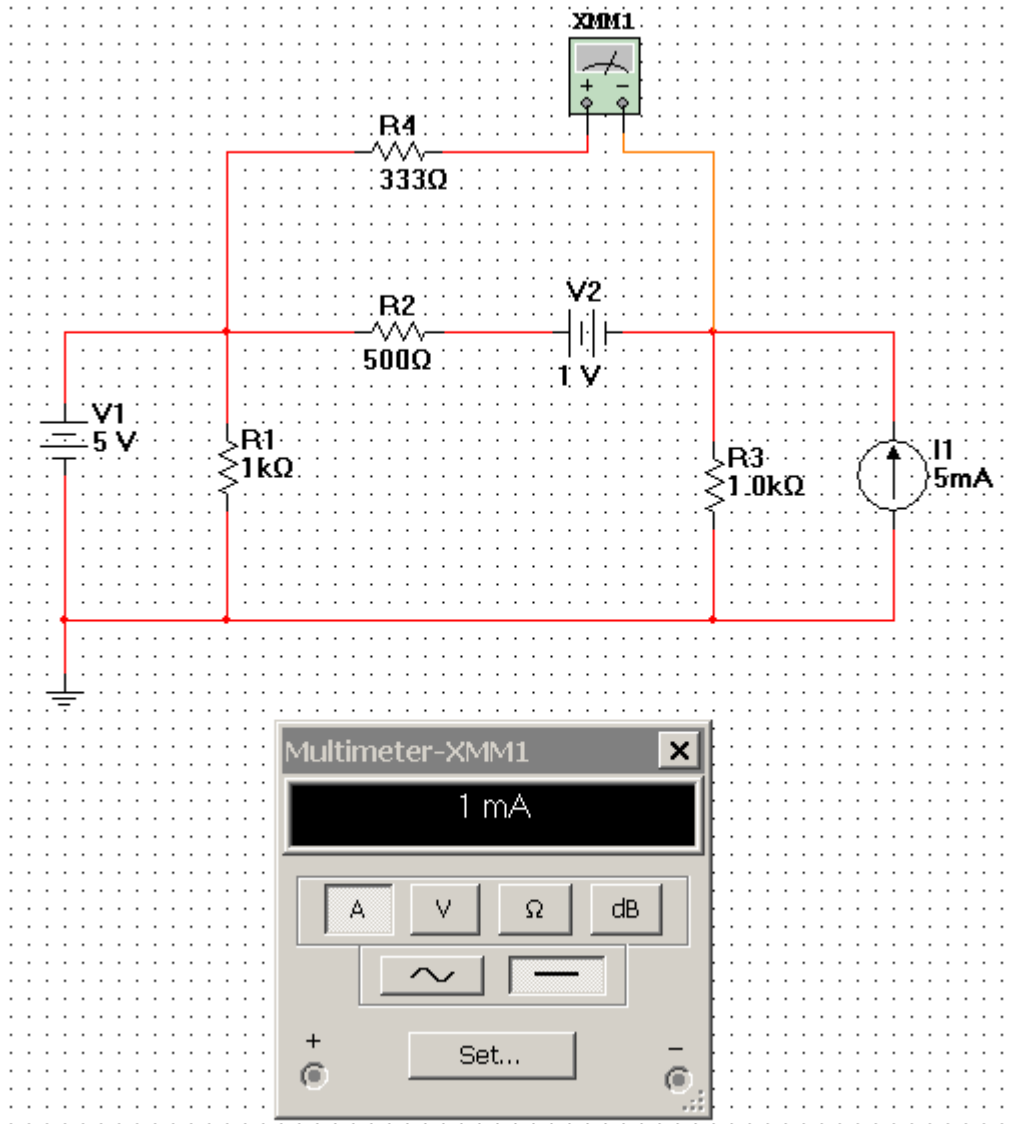 XMM1
+ −
R4
333Ω
R2
500Ω
V2
1 V
V1
5 V
R1
1kΩ
R3
1.0kΩ
I1
5mA
Multimeter-XMM1
1 mA
A V Ω dB
+ Set... −